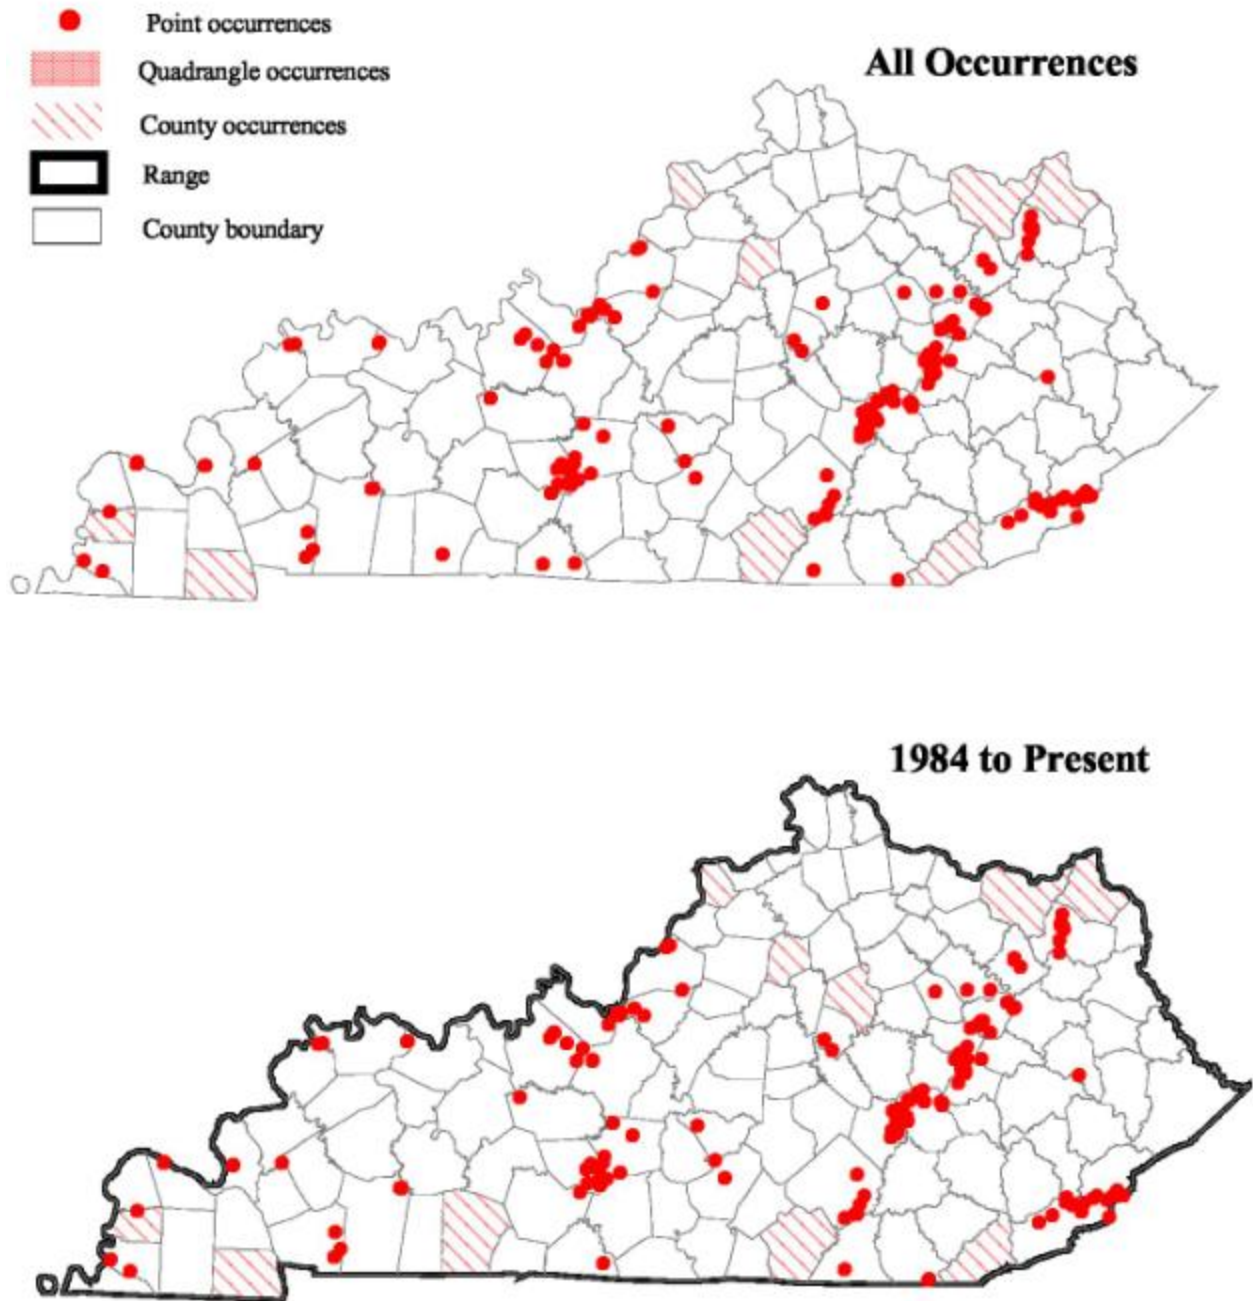 Point occurrences
Quadrangle occurrences
County occurrences
Range
County boundary
All Occurrences
1984 to Present